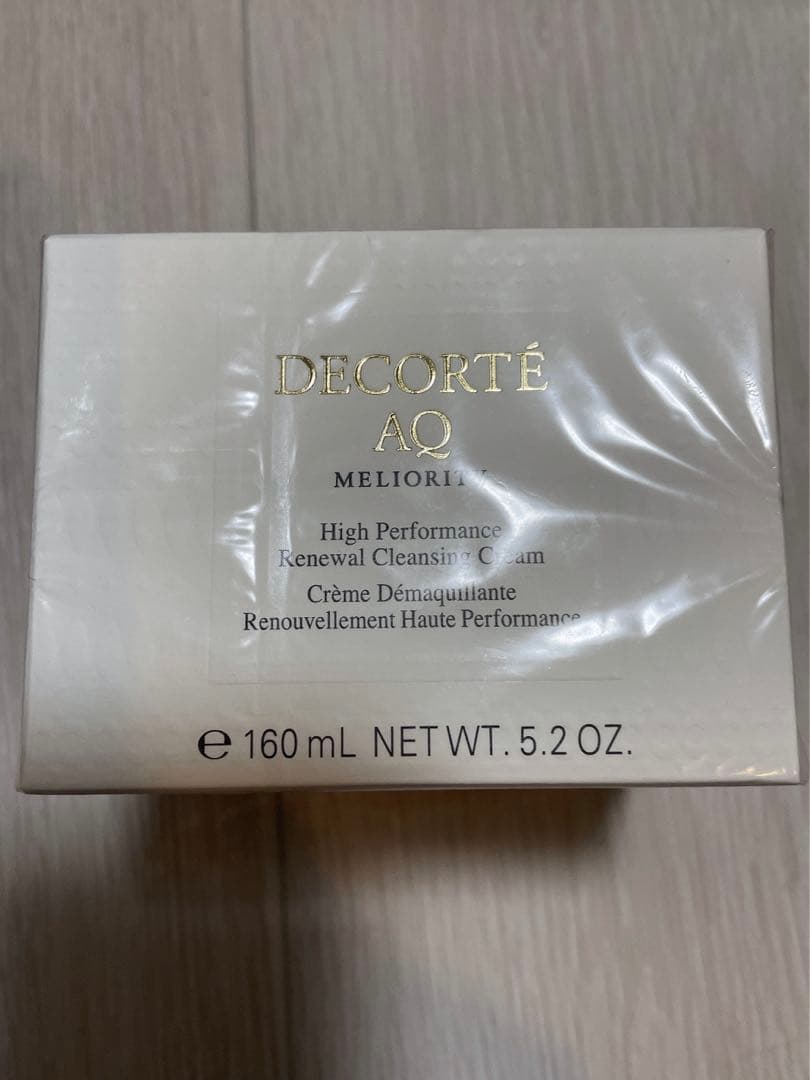 DECORTÉ
AQ
MELIORITY
High Performance
Renewal Cleansing Cream
Crème Démaquillante
Renouvellement Haute Performance
℮ 160 mL NET WT. 5.2 OZ.